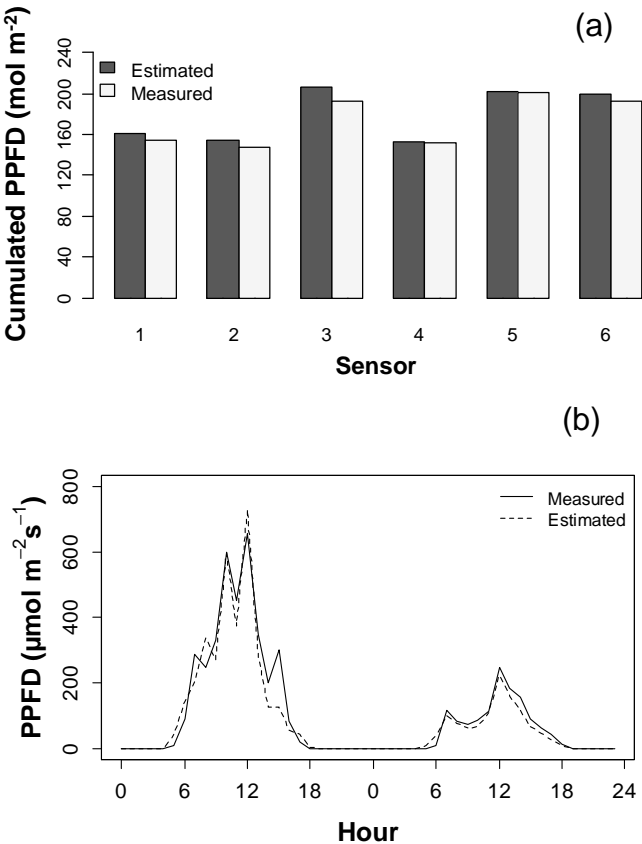 (a)
Cumulated PPFD (mol m-2)
0 40 80 120 160 200 240
Estimated
Measured
1 2 3 4 5 6
Sensor
(b)
PPFD (µmol m−2s−1)
0 200 400 600 800
Measured
Estimated
0 6 12 18 0 6 12 18 24
Hour